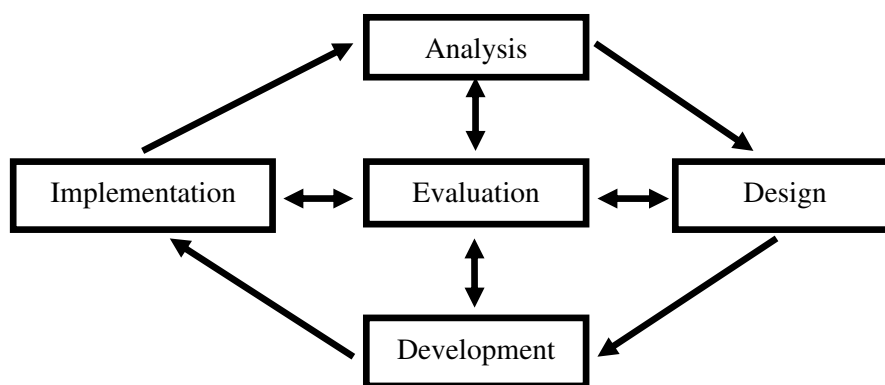 Analysis
Implementation
Evaluation
Design
Development